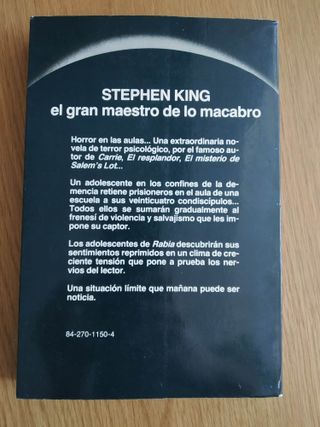 STEPHEN KING
el gran maestro de lo macabro
Horror en las aulas... Una extraordinaria no-
vela de terror psicológico, por el famoso au-
tor de Carrie, El resplandor, El misterio de
Salem's Lot...
Un adolescente en los confines de la de-
mencia retiene prisioneros en el aula de una
escuela a sus veinticuatro condiscípulos...
Todos ellos se sumarán gradualmente al
frenesí de violencia y salvajismo que les im-
pone su captor.
Los adolescentes de Rabia descubrirán sus
sentimientos reprimidos en un clima de cre-
ciente tensión que pone a prueba los ner-
vios del lector.
Una situación límite que mañana puede ser
noticia.
84-270-1150-4